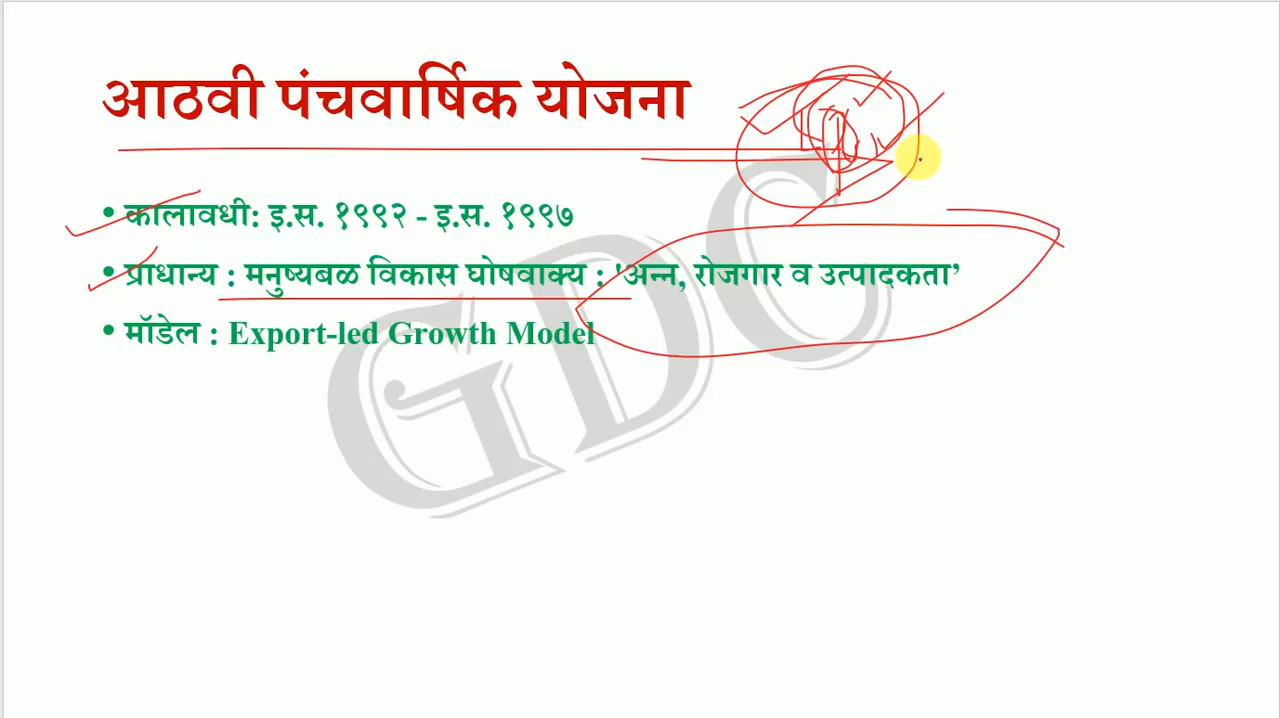 आठवी पंचवार्षिक योजना
• कालावधी: इ.स. १९९२ - इ.स. १९९७
• प्राधान्य : मनुष्यबळ विकास घोषवाक्य : 'अन्न, रोजगार व उत्पादकता’
• मॉडेल : Export-led Growth Model
GDC